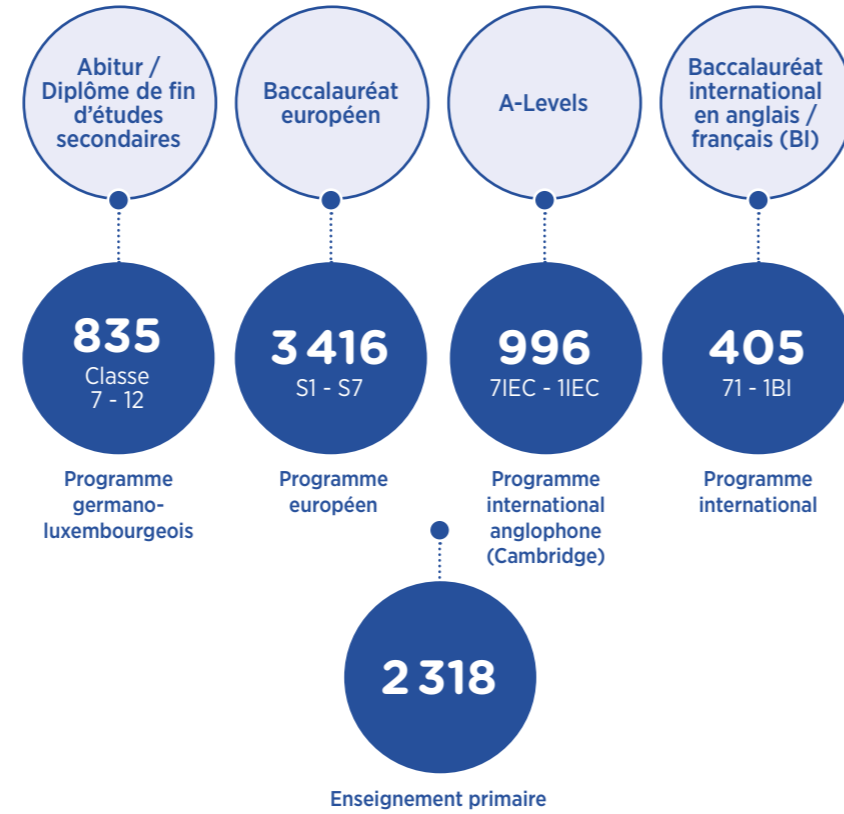 Abitur /
Diplôme de fin
d'études
secondaires
Baccalauréat
européen
A-Levels
Baccalauréat
international
en anglais /
français (BI)
835
Classe
7 - 12
3 416
S1 - S7
996
7IEC - 1IEC
405
71 - 1BI
Programme
germano-
luxembourgeois
Programme
européen
Programme
international
anglophone
(Cambridge)
Programme
international
2 318
Enseignement primaire